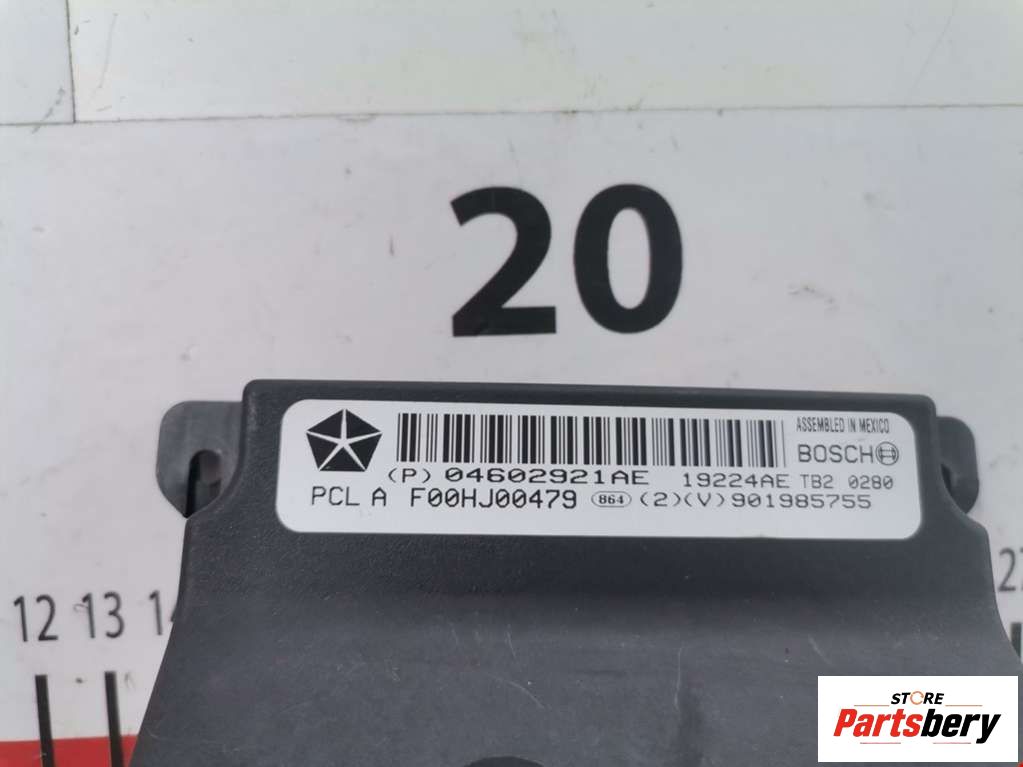 20
ASSEMBLED IN MEXICO
BOSCH
(P) 04602921AE 19224AE TB2 0280
PCL A F00HJ00479 864 (2)(V)901985755
12 13 14
27
STORE
Partsbery